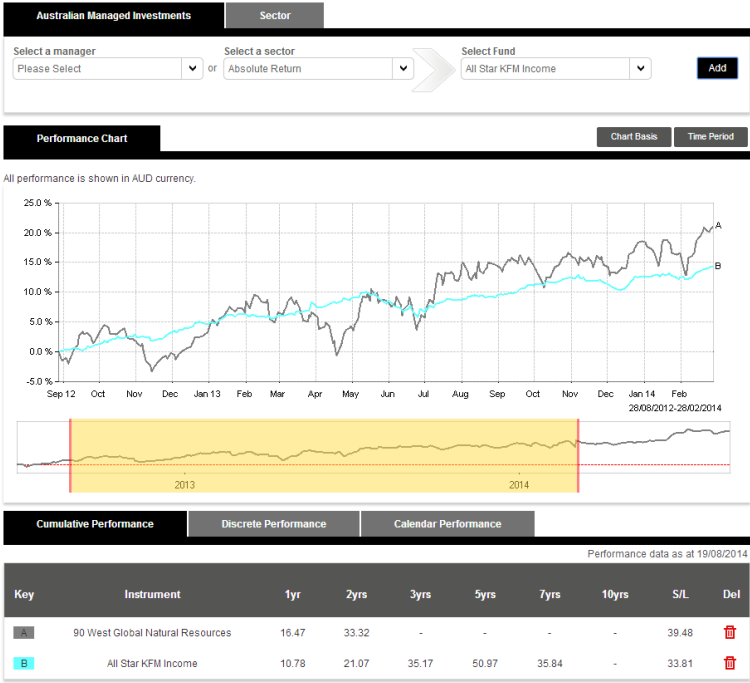 Australian Managed Investments Sector
Select a manager Select a sector Select Fund
Please Select or Absolute Return All Star KFM Income Add
Performance Chart Chart Basis Time Period
All performance is shown in AUD currency.
25.0 %
20.0 % A
15.0 % B
10.0 %
5.0 %
0.0 %
-5.0 %
Sep 12 Oct Nov Dec Jan 13 Feb Mar Apr May Jun Jul Aug Sep Oct Nov Dec Jan 14 Feb
28/08/2012-28/02/2014
2013 2014
Cumulative Performance Discrete Performance Calendar Performance
Performance data as at 19/08/2014
Key Instrument 1yr 2yrs 3yrs 5yrs 7yrs 10yrs S/L Del
A 90 West Global Natural Resources 16.47 33.32 - - - - 39.48
B All Star KFM Income 10.78 21.07 35.17 50.97 35.84 - 33.81